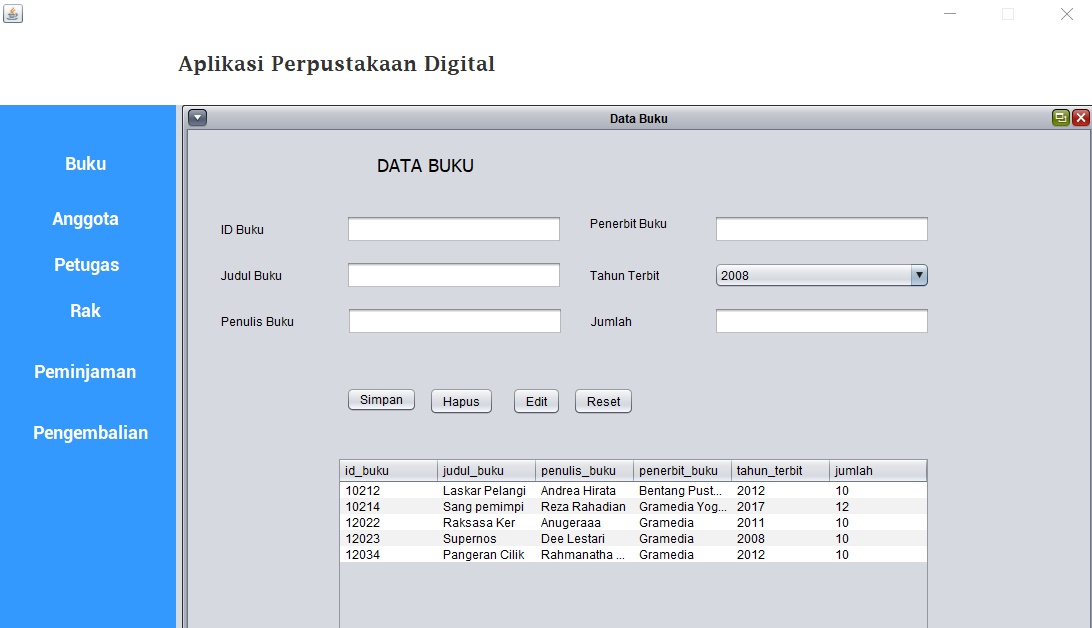 Aplikasi Perpustakaan Digital
Data Buku
Buku
Anggota
Petugas
Rak
Peminjaman
Pengembalian
DATA BUKU
ID Buku
Penerbit Buku
Judul Buku
Tahun Terbit 2008
Penulis Buku
Jumlah
Simpan Hapus Edit Reset
id_buku judul_buku penulis_buku penerbit_buku tahun_terbit jumlah
10212 Laskar Pelangi Andrea Hirata Bentang Pust... 2012 10
10214 Sang pemimpi Reza Rahadian Gramedia Yog... 2017 12
12022 Raksasa Ker Anugeraaa Gramedia 2011 10
12023 Supernos Dee Lestari Gramedia 2008 10
12034 Pangeran Cilik Rahmanatha ... Gramedia 2012 10